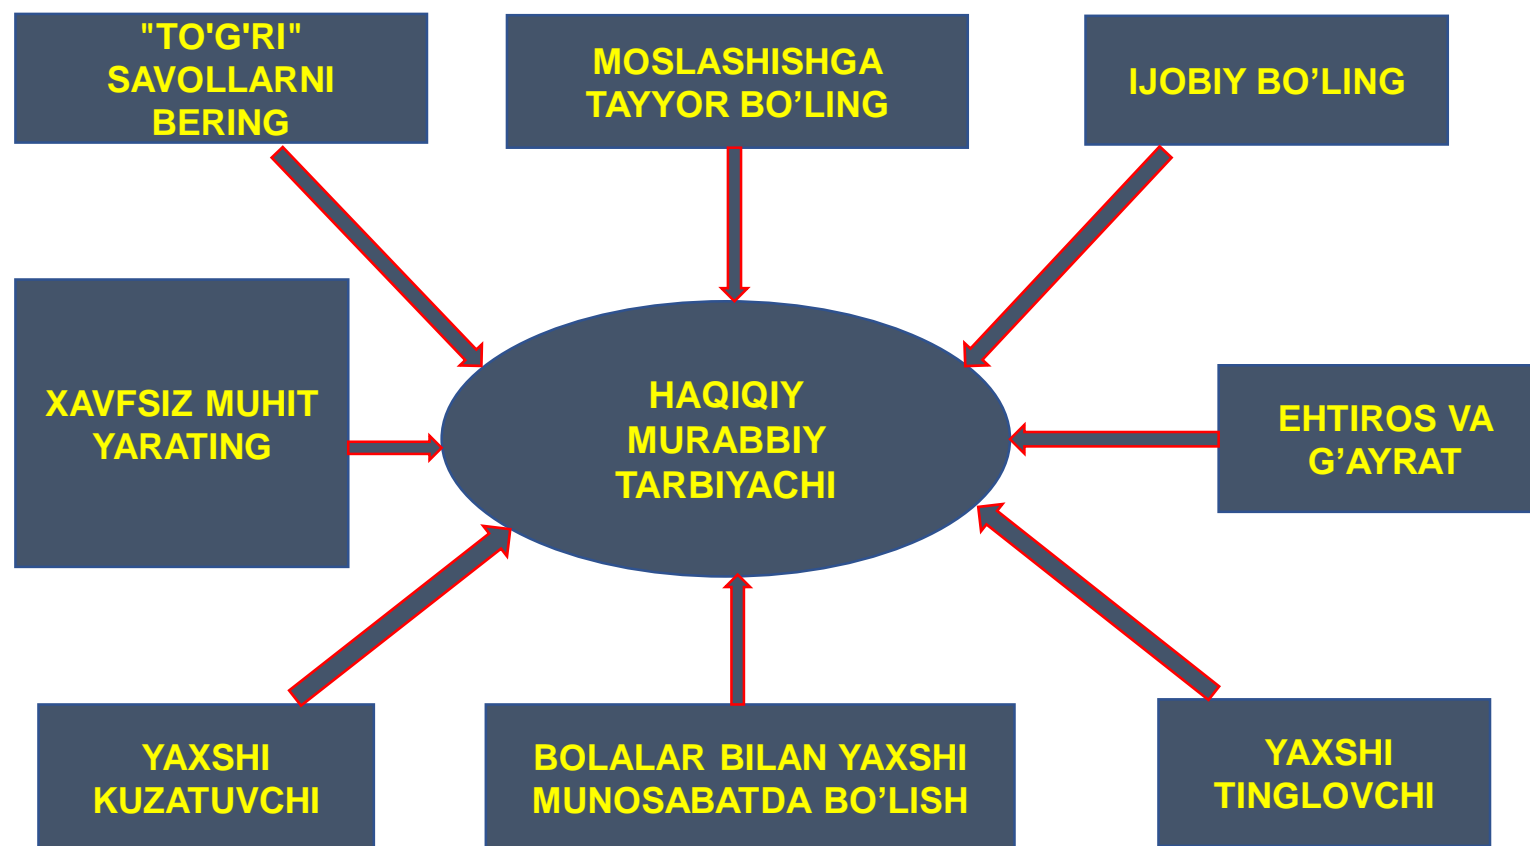 "TO'G'RI"
SAVOLLARNI
BERING
MOSLASHISHGA
TAYYOR BO’LING
IJOBIY BO’LING
XAVFSIZ MUHIT
YARATING
HAQIQIY
MURABBIY
TARBIYACHI
EHTIROS VA
G’AYRAT
YAXSHI
KUZATUVCHI
BOLALAR BILAN YAXSHI
MUNOSABATDA BO’LISH
YAXSHI
TINGLOVCHI